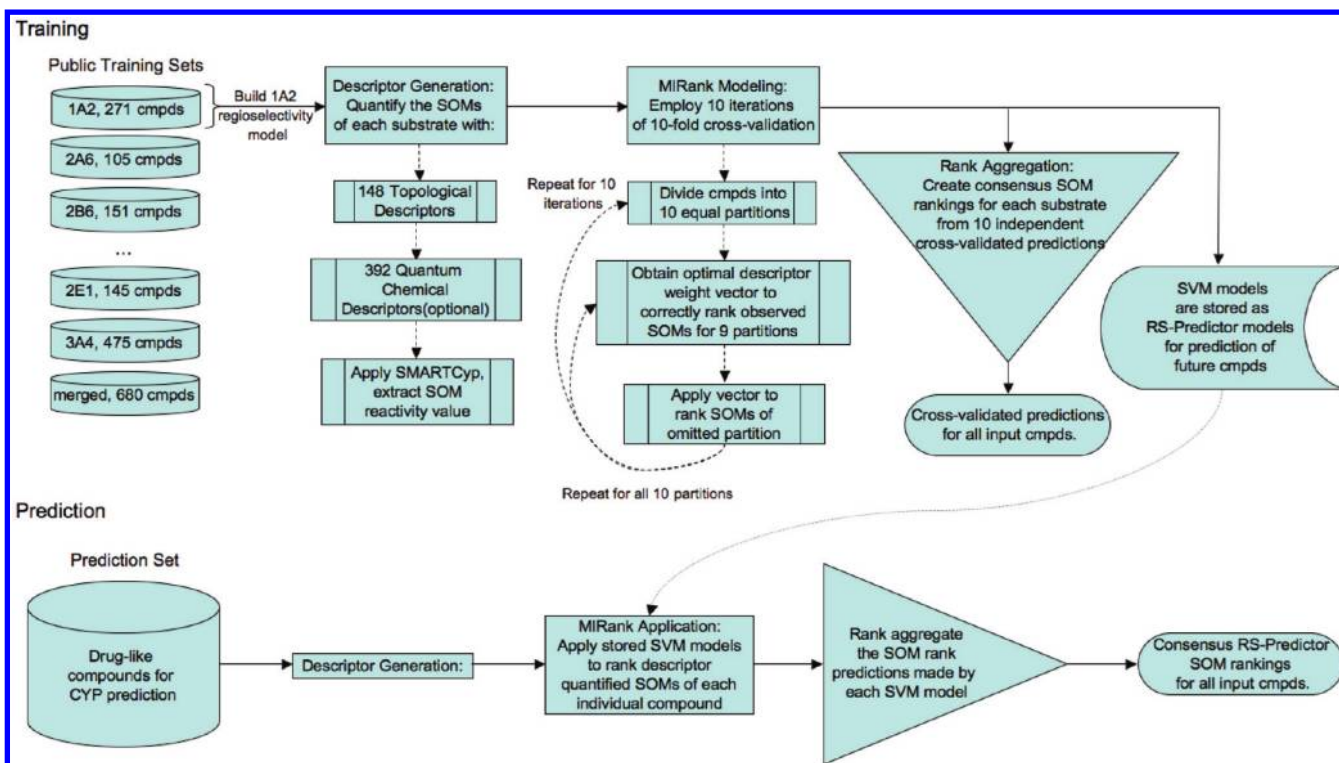 Training
Public Training Sets
1A2, 271 cmpds
2A6, 105 cmpds
2B6, 151 cmpds
...
2E1, 145 cmpds
3A4, 475 cmpds
merged, 680 cmpds
Build 1A2
regioselectivity
model
Descriptor Generation:
Quantify the SOMs
of each substrate with:
148 Topological
Descriptors
392 Quantum
Chemical
Descriptors(optional)
Apply SMARTCyp,
extract SOM
reactivity value
MIRank Modeling:
Employ 10 iterations
of 10-fold cross-validation
Repeat for 10
iterations
Divide cmpds into
10 equal partitions
Obtain optimal descriptor
weight vector to
correctly rank observed
SOMs for 9 partitions
Apply vector to
rank SOMs of
omitted partition
Repeat for all 10 partitions
Rank Aggregation:
Create consensus SOM
rankings for each substrate
from 10 independent
cross-validated predictions
Cross-validated predictions
for all input cmpds.
SVM models
are stored as
RS-Predictor models
for prediction of
future cmpds
Prediction
Prediction Set
Drug-like
compounds for
CYP prediction
Descriptor Generation:
MIRank Application:
Apply stored SVM models
to rank descriptor
quantified SOMs of each
individual compound
Rank aggregate
the SOM rank
predictions made by
each SVM model
Consensus RS-Predictor
SOM rankings
for all input cmpds.